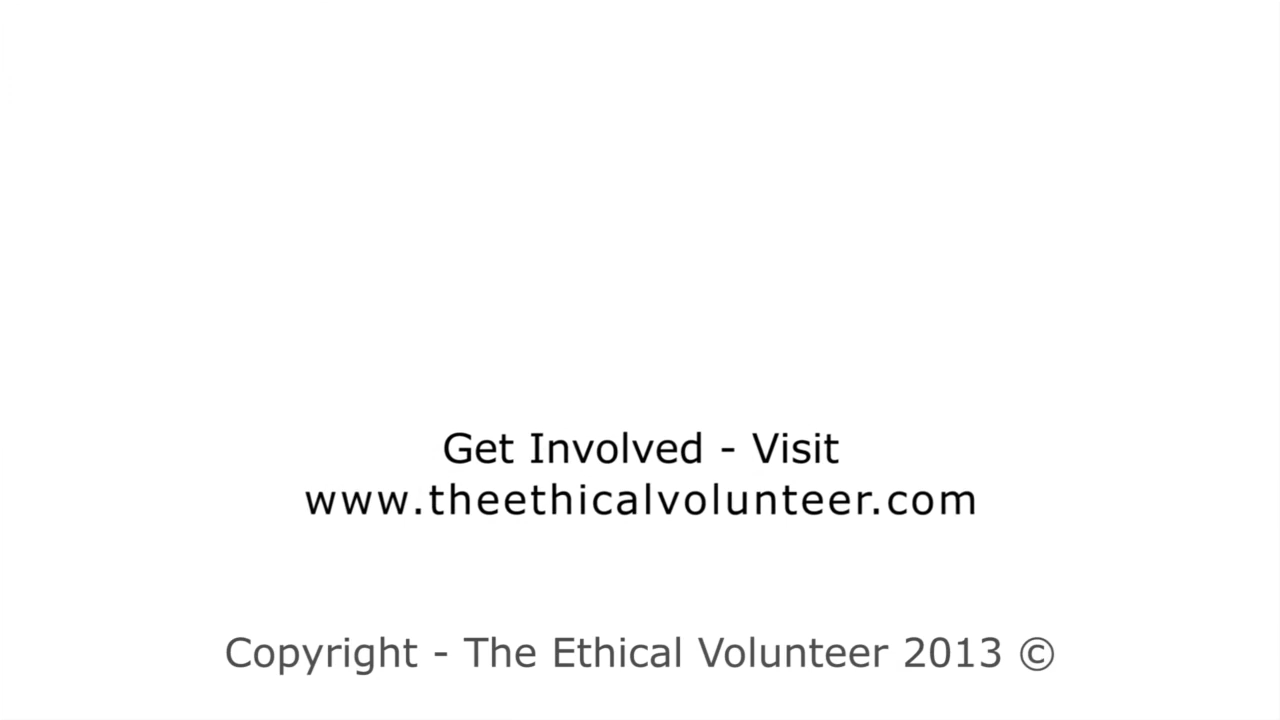 Get Involved - Visit
www.theethicalvolunteer.com
Copyright - The Ethical Volunteer 2013 ©